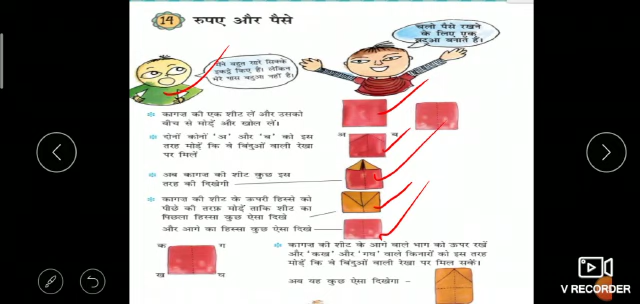 14 रुपए और पैसे
मैंने बहुत सारे सिक्के
इकट्ठे किए हैं। लेकिन
मेरे पास बटुआ नहीं है।
चलो पैसे रखने
के लिए एक
बटुआ बनाते हैं।
कागज़ की एक शीट लें और उसको
बीच से मोड़ें और खोल लें।
दोनों कोनों 'अ' और 'ब' को इस
तरह मोड़ें कि वे बिंदुओं वाली रेखा
पर मिलें
अ ब
अब कागज़ की शीट कुछ इस
तरह की दिखेगी
कागज़ की शीट के ऊपरी हिस्से को
पीछे की तरफ़ मोड़ें ताकि शीट का
पिछला हिस्सा कुछ ऐसा दिखे
और आगे का हिस्सा कुछ ऐसा दिखे
क ग
ख घ
कागज़ की शीट के आगे वाले भाग को ऊपर रखें
और 'कख' और 'गघ' वाले किनारों को इस तरह
मोड़ें कि वे बिंदुओं वाली रेखा पर मिल सकें।
अब यह कुछ ऐसा दिखेगा -
V RECORDER